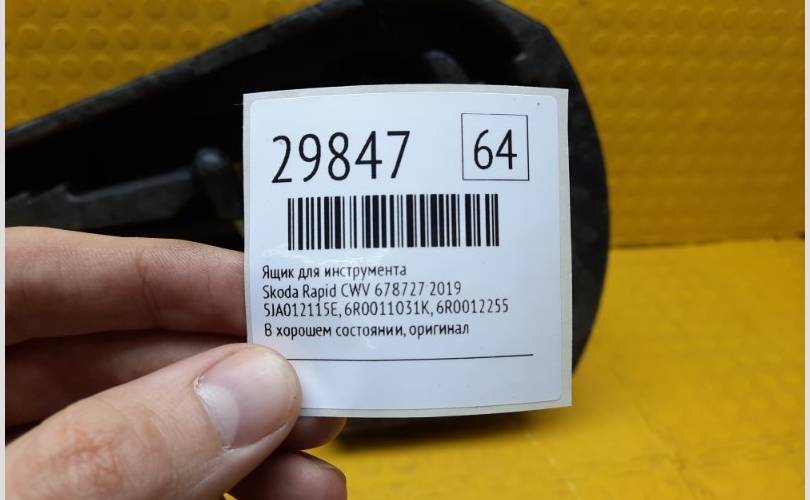 29847 64
Ящик для инструмента
Skoda Rapid CWV 678727 2019
5JA012115E, 6R0011031K, 6R0012255
В хорошем состоянии, оригинал